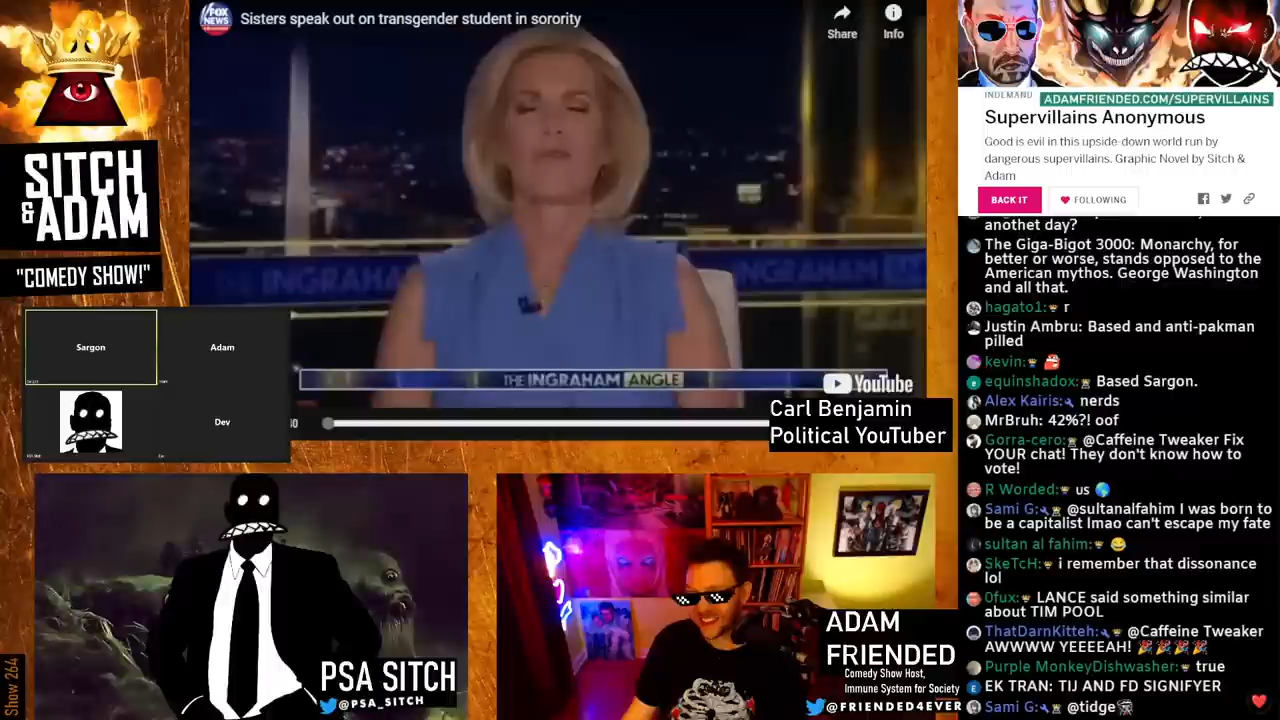 FOX
NEWS
Sisters speak out on transgender student in sorority
Share
Info
SITCH
& ADAM
"COMEDY SHOW!"
THE INGRAHAM ANGLE
YouTube
Carl Benjamin
Political YouTuber
Sargon
Adam
Dev
PSA SITCH
@PSA_SITCH
ADAM
FRIENDED
Comedy Show Host,
Immune System for Society
@FRIENDED4EVER
Show 264
INDEMAND
ADAMFRIENDED.COM/SUPERVILLAINS
Supervillains Anonymous
Good is evil in this upside-down world run by
dangerous supervillains. Graphic Novel by Sitch &
Adam
BACK IT
FOLLOWING
anothet day?
The Giga-Bigot 3000: Monarchy, for
better or worse, stands opposed to the
American mythos. George Washington
and all that.
hagato1: r
Justin Ambru: Based and anti-pakman
pilled
kevin:
equinshadox: Based Sargon.
Alex Kairis: nerds
MrBruh: 42%?! oof
Gorra-cero: @Caffeine Tweaker Fix
YOUR chat! They don't know how to
vote!
R Worded: us 🌎
Sami G: @sultanalfahim I was born to
be a capitalist lmao can't escape my fate
sultan al fahim: 😂
SkeTcH: i remember that dissonance
lol
0fux: LANCE said something similar
about TIM POOL
ThatDarnKitteh: @Caffeine Tweaker
AWWWW YEEEEAH! 🎉🎉🎉🎉
Purple MonkeyDishwasher: true
EK TRAN: TIJ AND FD SIGNIFYER
Sami G: @tidge